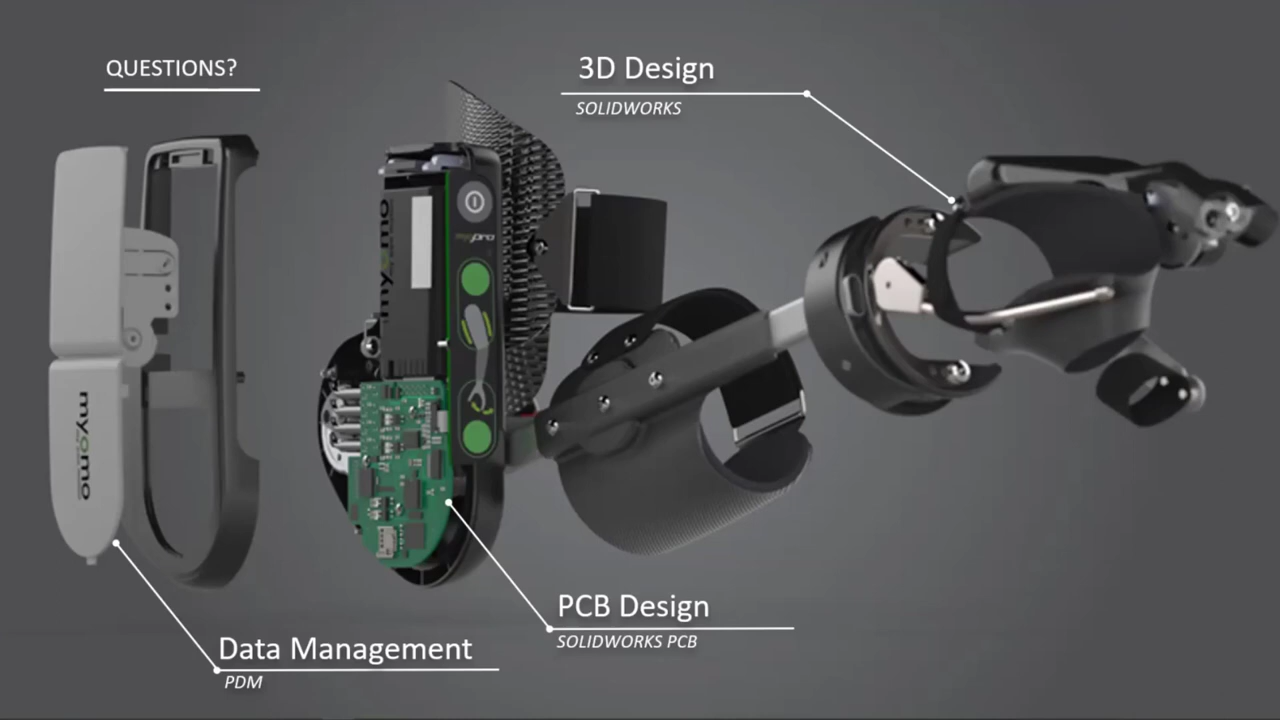 QUESTIONS?
3D Design
SOLIDWORKS
myomo
myopro
myomo
PCB Design
SOLIDWORKS PCB
Data Management
PDM